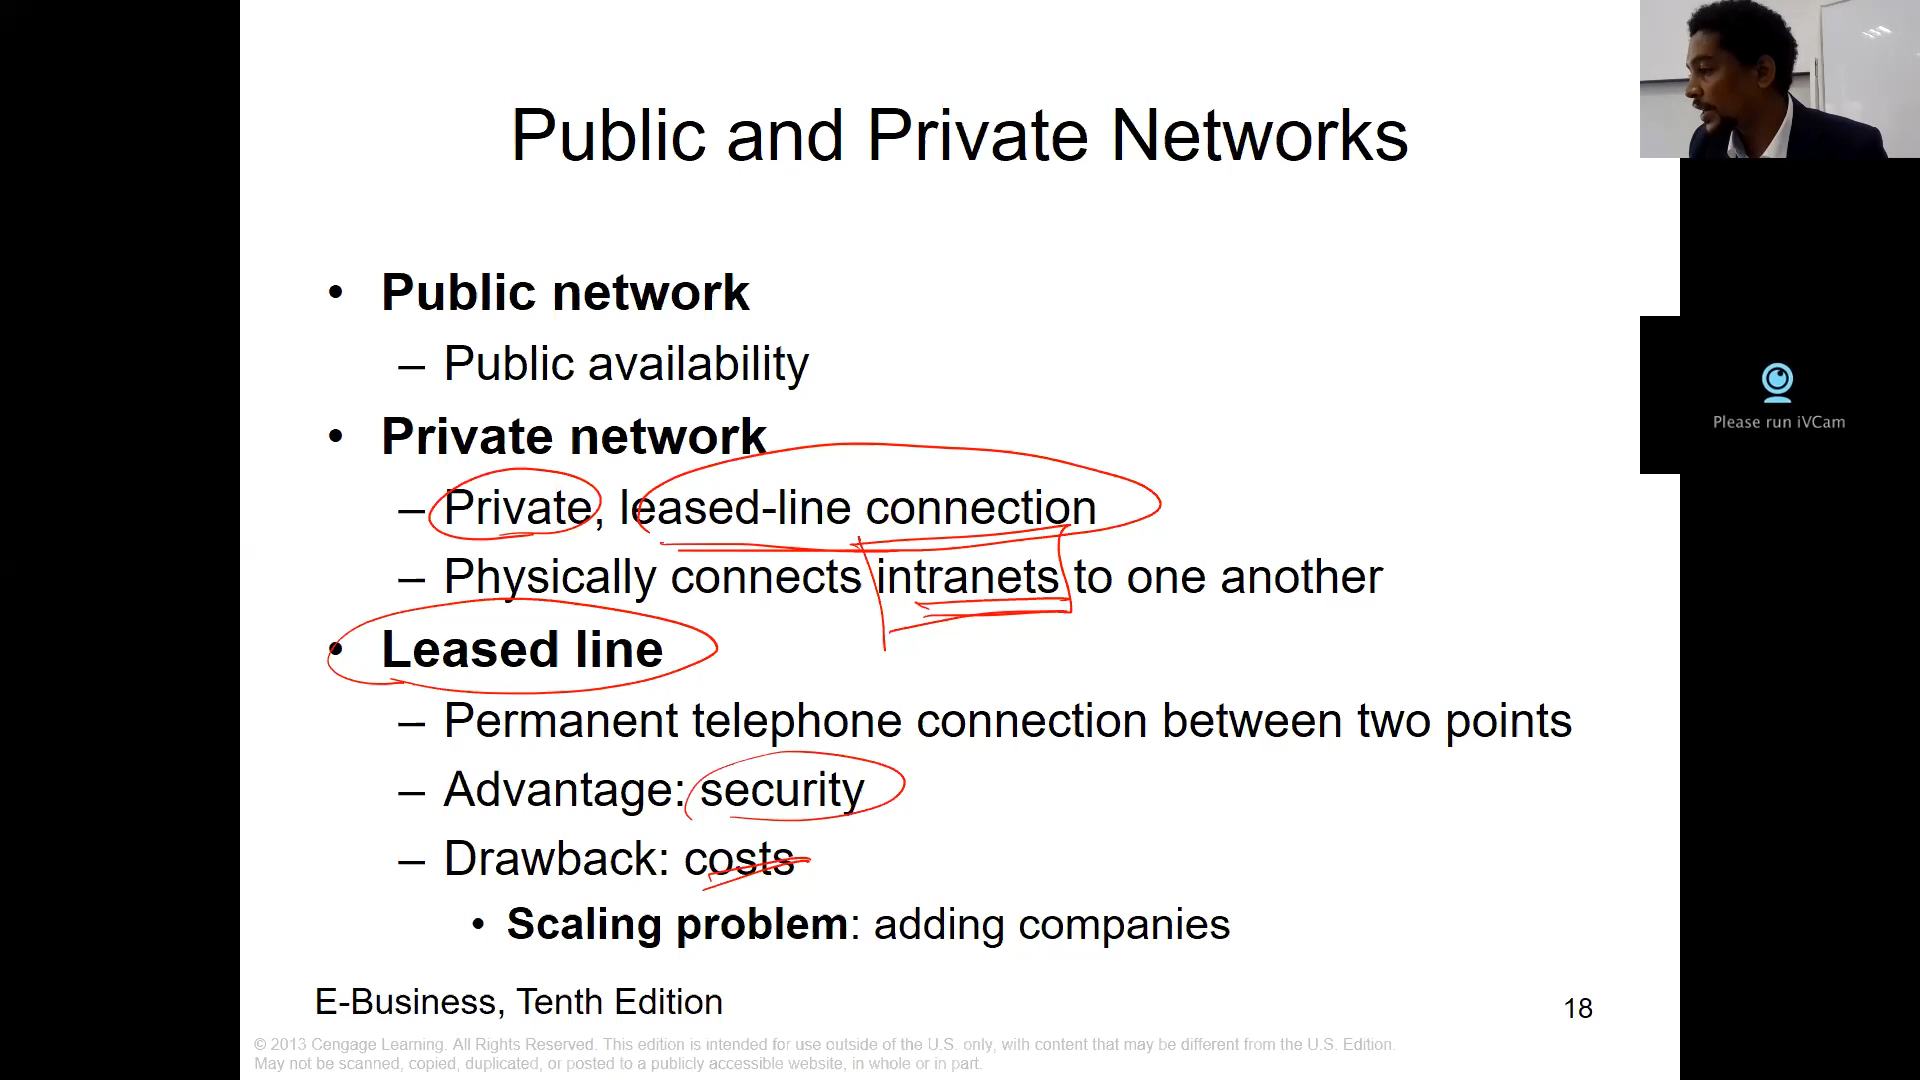 Public and Private Networks
• Public network
– Public availability
• Private network
– Private, leased-line connection
– Physically connects intranets to one another
• Leased line
– Permanent telephone connection between two points
– Advantage: security
– Drawback: costs
• Scaling problem: adding companies
E-Business, Tenth Edition
18
© 2013 Cengage Learning. All Rights Reserved. This edition is intended for use outside of the U.S. only, with content that may be different from the U.S. Edition.
May not be scanned, copied, duplicated, or posted to a publicly accessible website, in whole or in part.
Please run iVCam